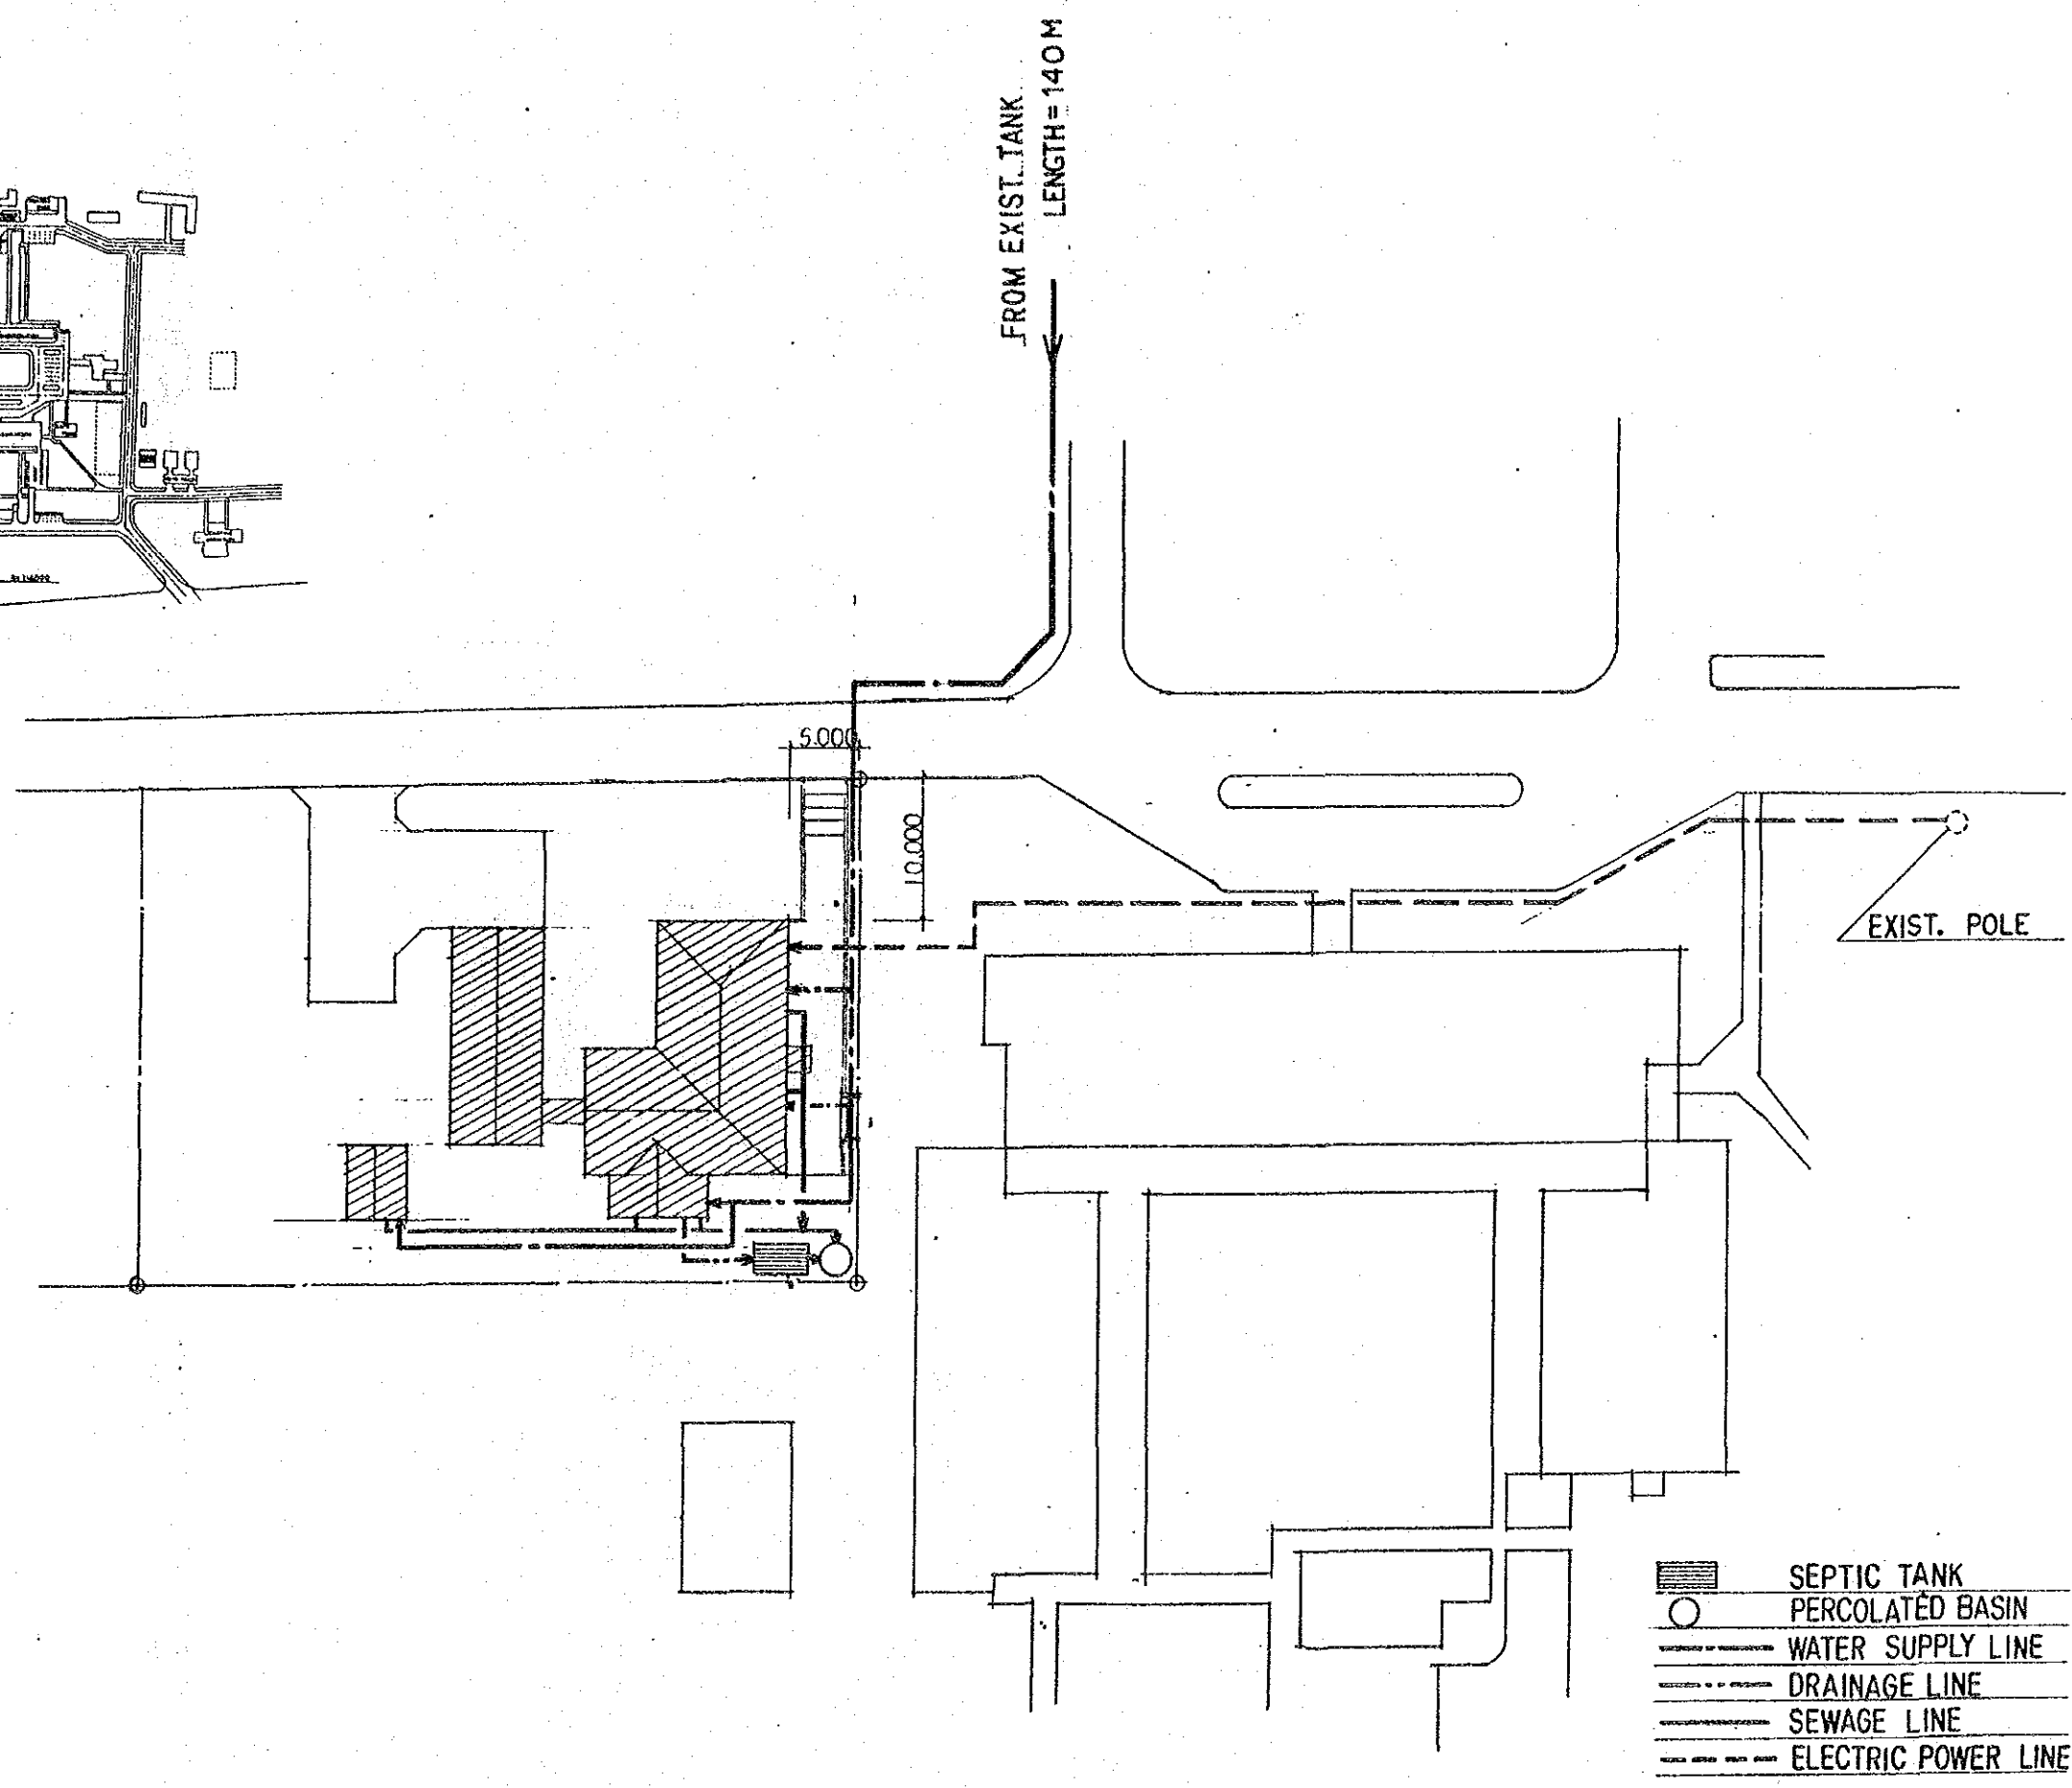 FROM EXIST. TANK
LENGTH=140M
5.000
10.000
EXIST. POLE
SEPTIC TANK
PERCOLATED BASIN
WATER SUPPLY LINE
DRAINAGE LINE
SEWAGE LINE
ELECTRIC POWER LINE